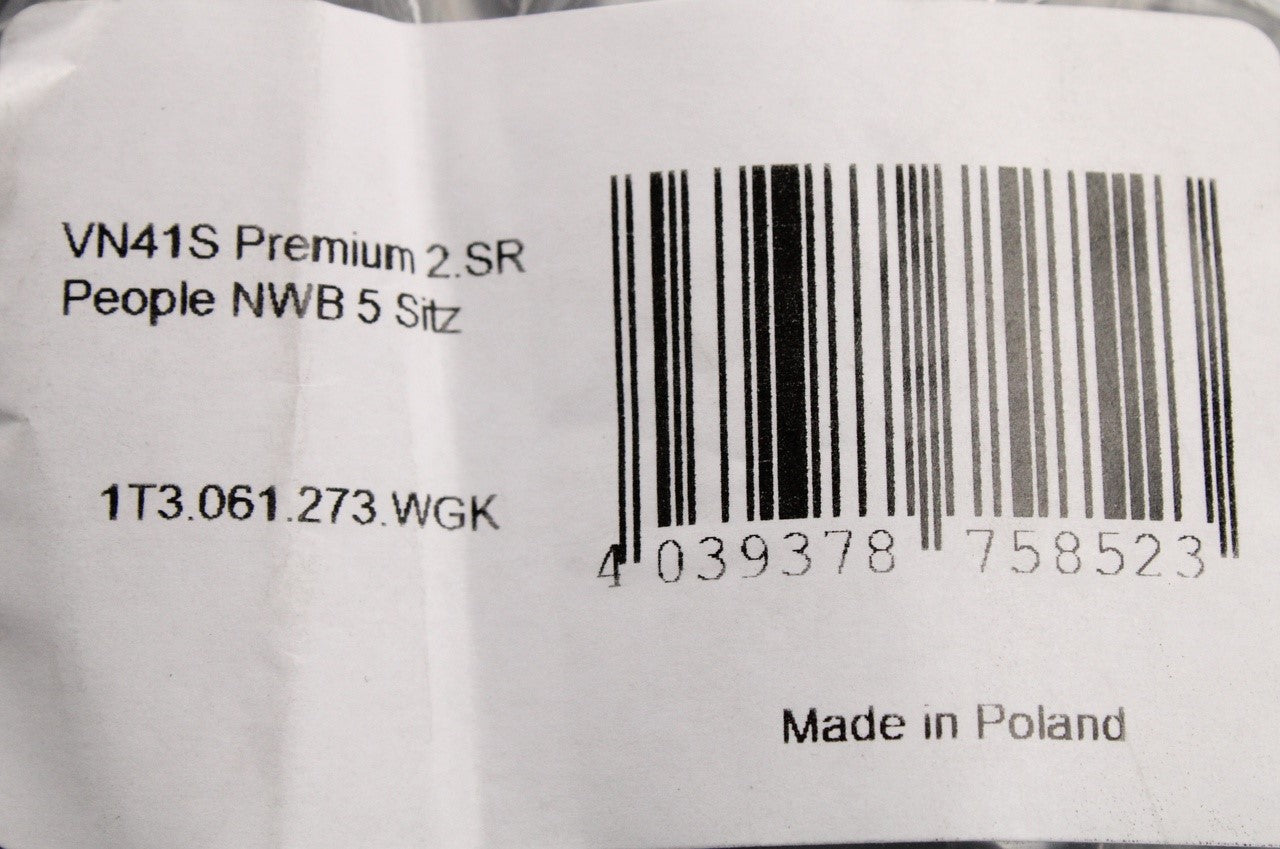 VN41S Premium 2.SR
People NWB 5 Sitz
1T3.061.273.WGK
4 039378 758523
Made in Poland